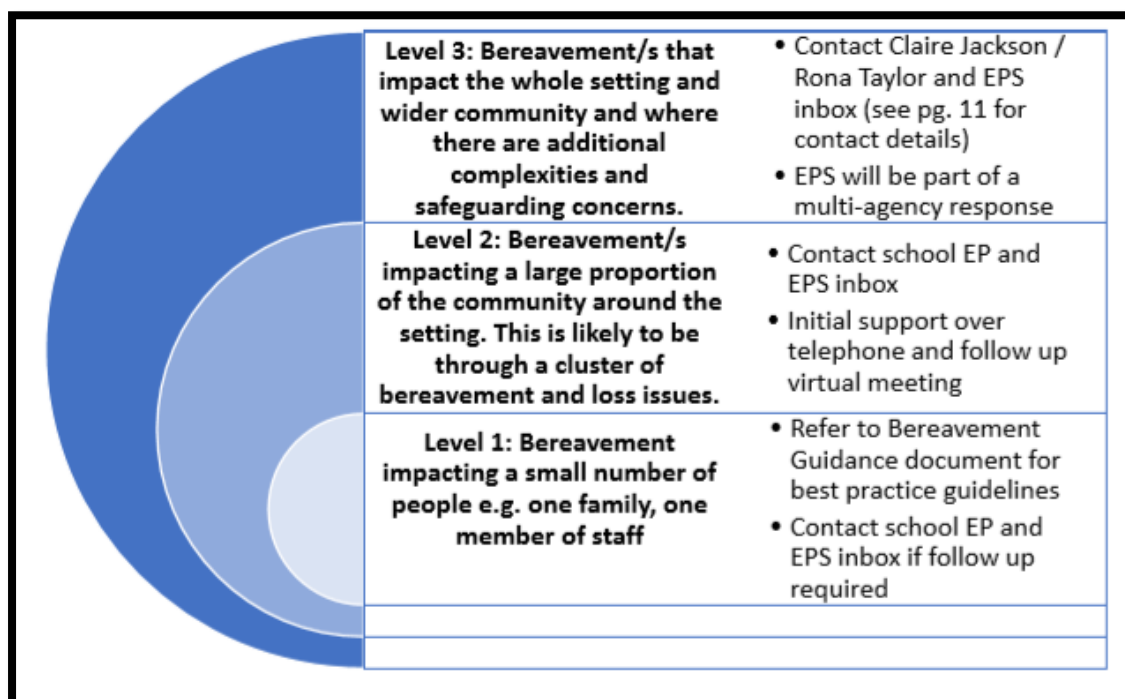 Level 3: Bereavement/s that
impact the whole setting and
wider community and where
there are additional
complexities and
safeguarding concerns.
• Contact Claire Jackson /
Rona Taylor and EPS
inbox (see pg. 11 for
contact details)
• EPS will be part of a
multi-agency response
Level 2: Bereavement/s
impacting a large proportion
of the community around the
setting. This is likely to be
through a cluster of
bereavement and loss issues.
• Contact school EP and
EPS inbox
• Initial support over
telephone and follow up
virtual meeting
Level 1: Bereavement
impacting a small number of
people e.g. one family, one
member of staff
• Refer to Bereavement
Guidance document for
best practice guidelines
• Contact school EP and
EPS inbox if follow up
required